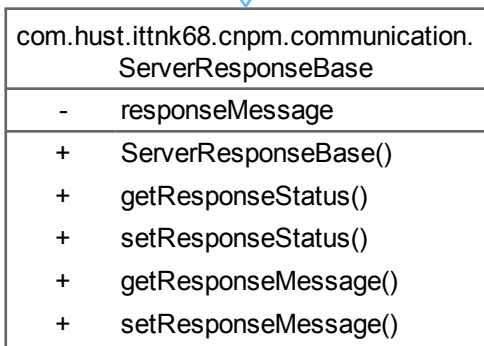 com.hust.ittnk68.cnpm.communication.
ServerResponseBase
- responseMessage
+ ServerResponseBase()
+ getResponseStatus()
+ setResponseStatus()
+ getResponseMessage()
+ setResponseMessage()